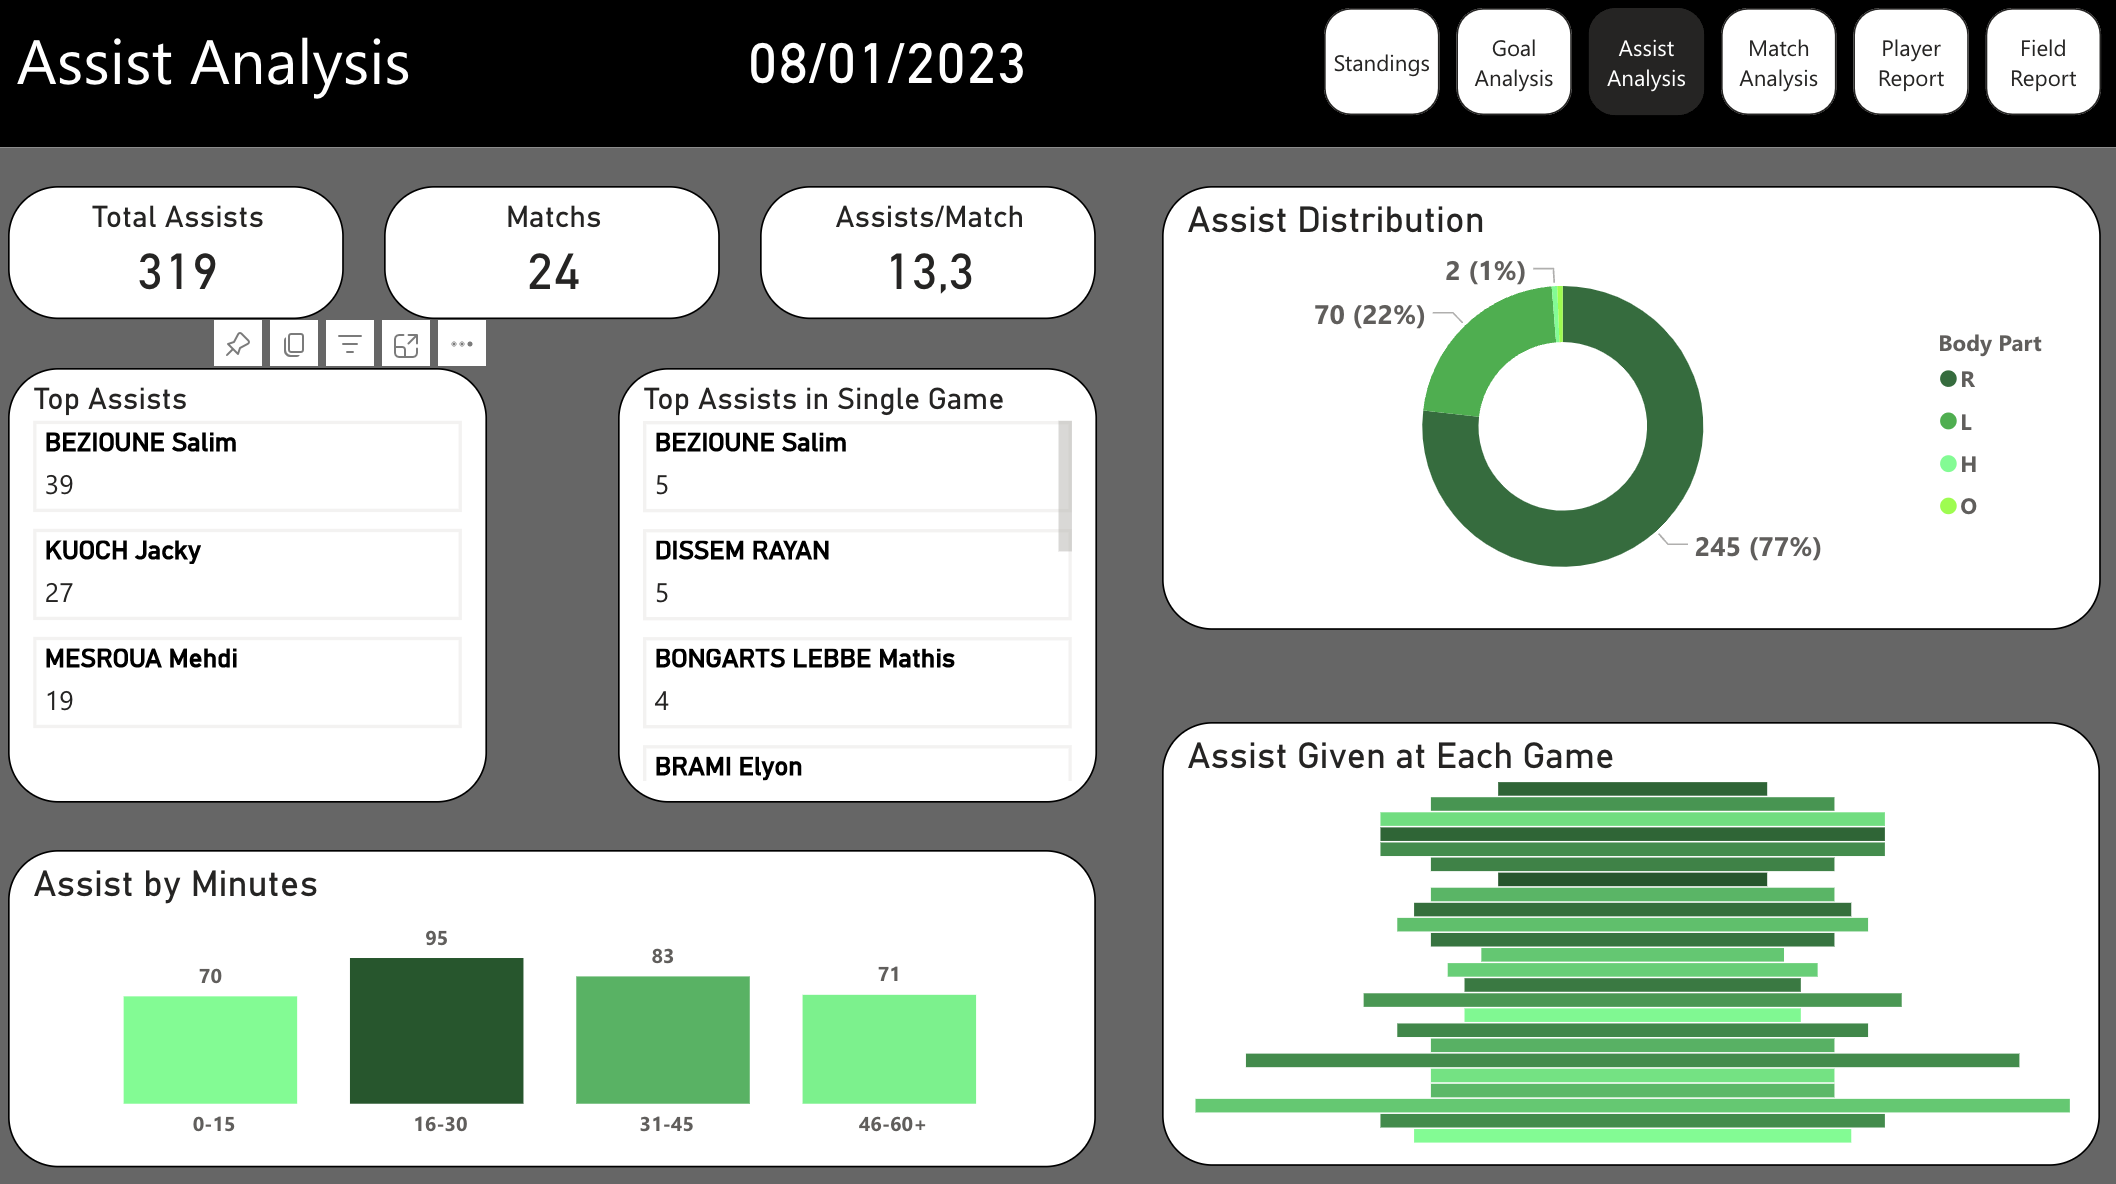 Assist Analysis
08/01/2023
Standings
Goal
Analysis
Assist
Analysis
Match
Analysis
Player
Report
Field
Report
Total Assists
319
Matchs
24
Assists/Match
13,3
Top Assists
BEZIOUNE Salim
39
KUOCH Jacky
27
MESROUA Mehdi
19
Top Assists in Single Game
BEZIOUNE Salim
5
DISSEM RAYAN
5
BONGARTS LEBBE Mathis
4
BRAMI Elyon
Assist Distribution
2 (1%)
70 (22%)
245 (77%)
Body Part
R
L
H
O
Assist by Minutes
70
95
83
71
0-15
16-30
31-45
46-60+
Assist Given at Each Game